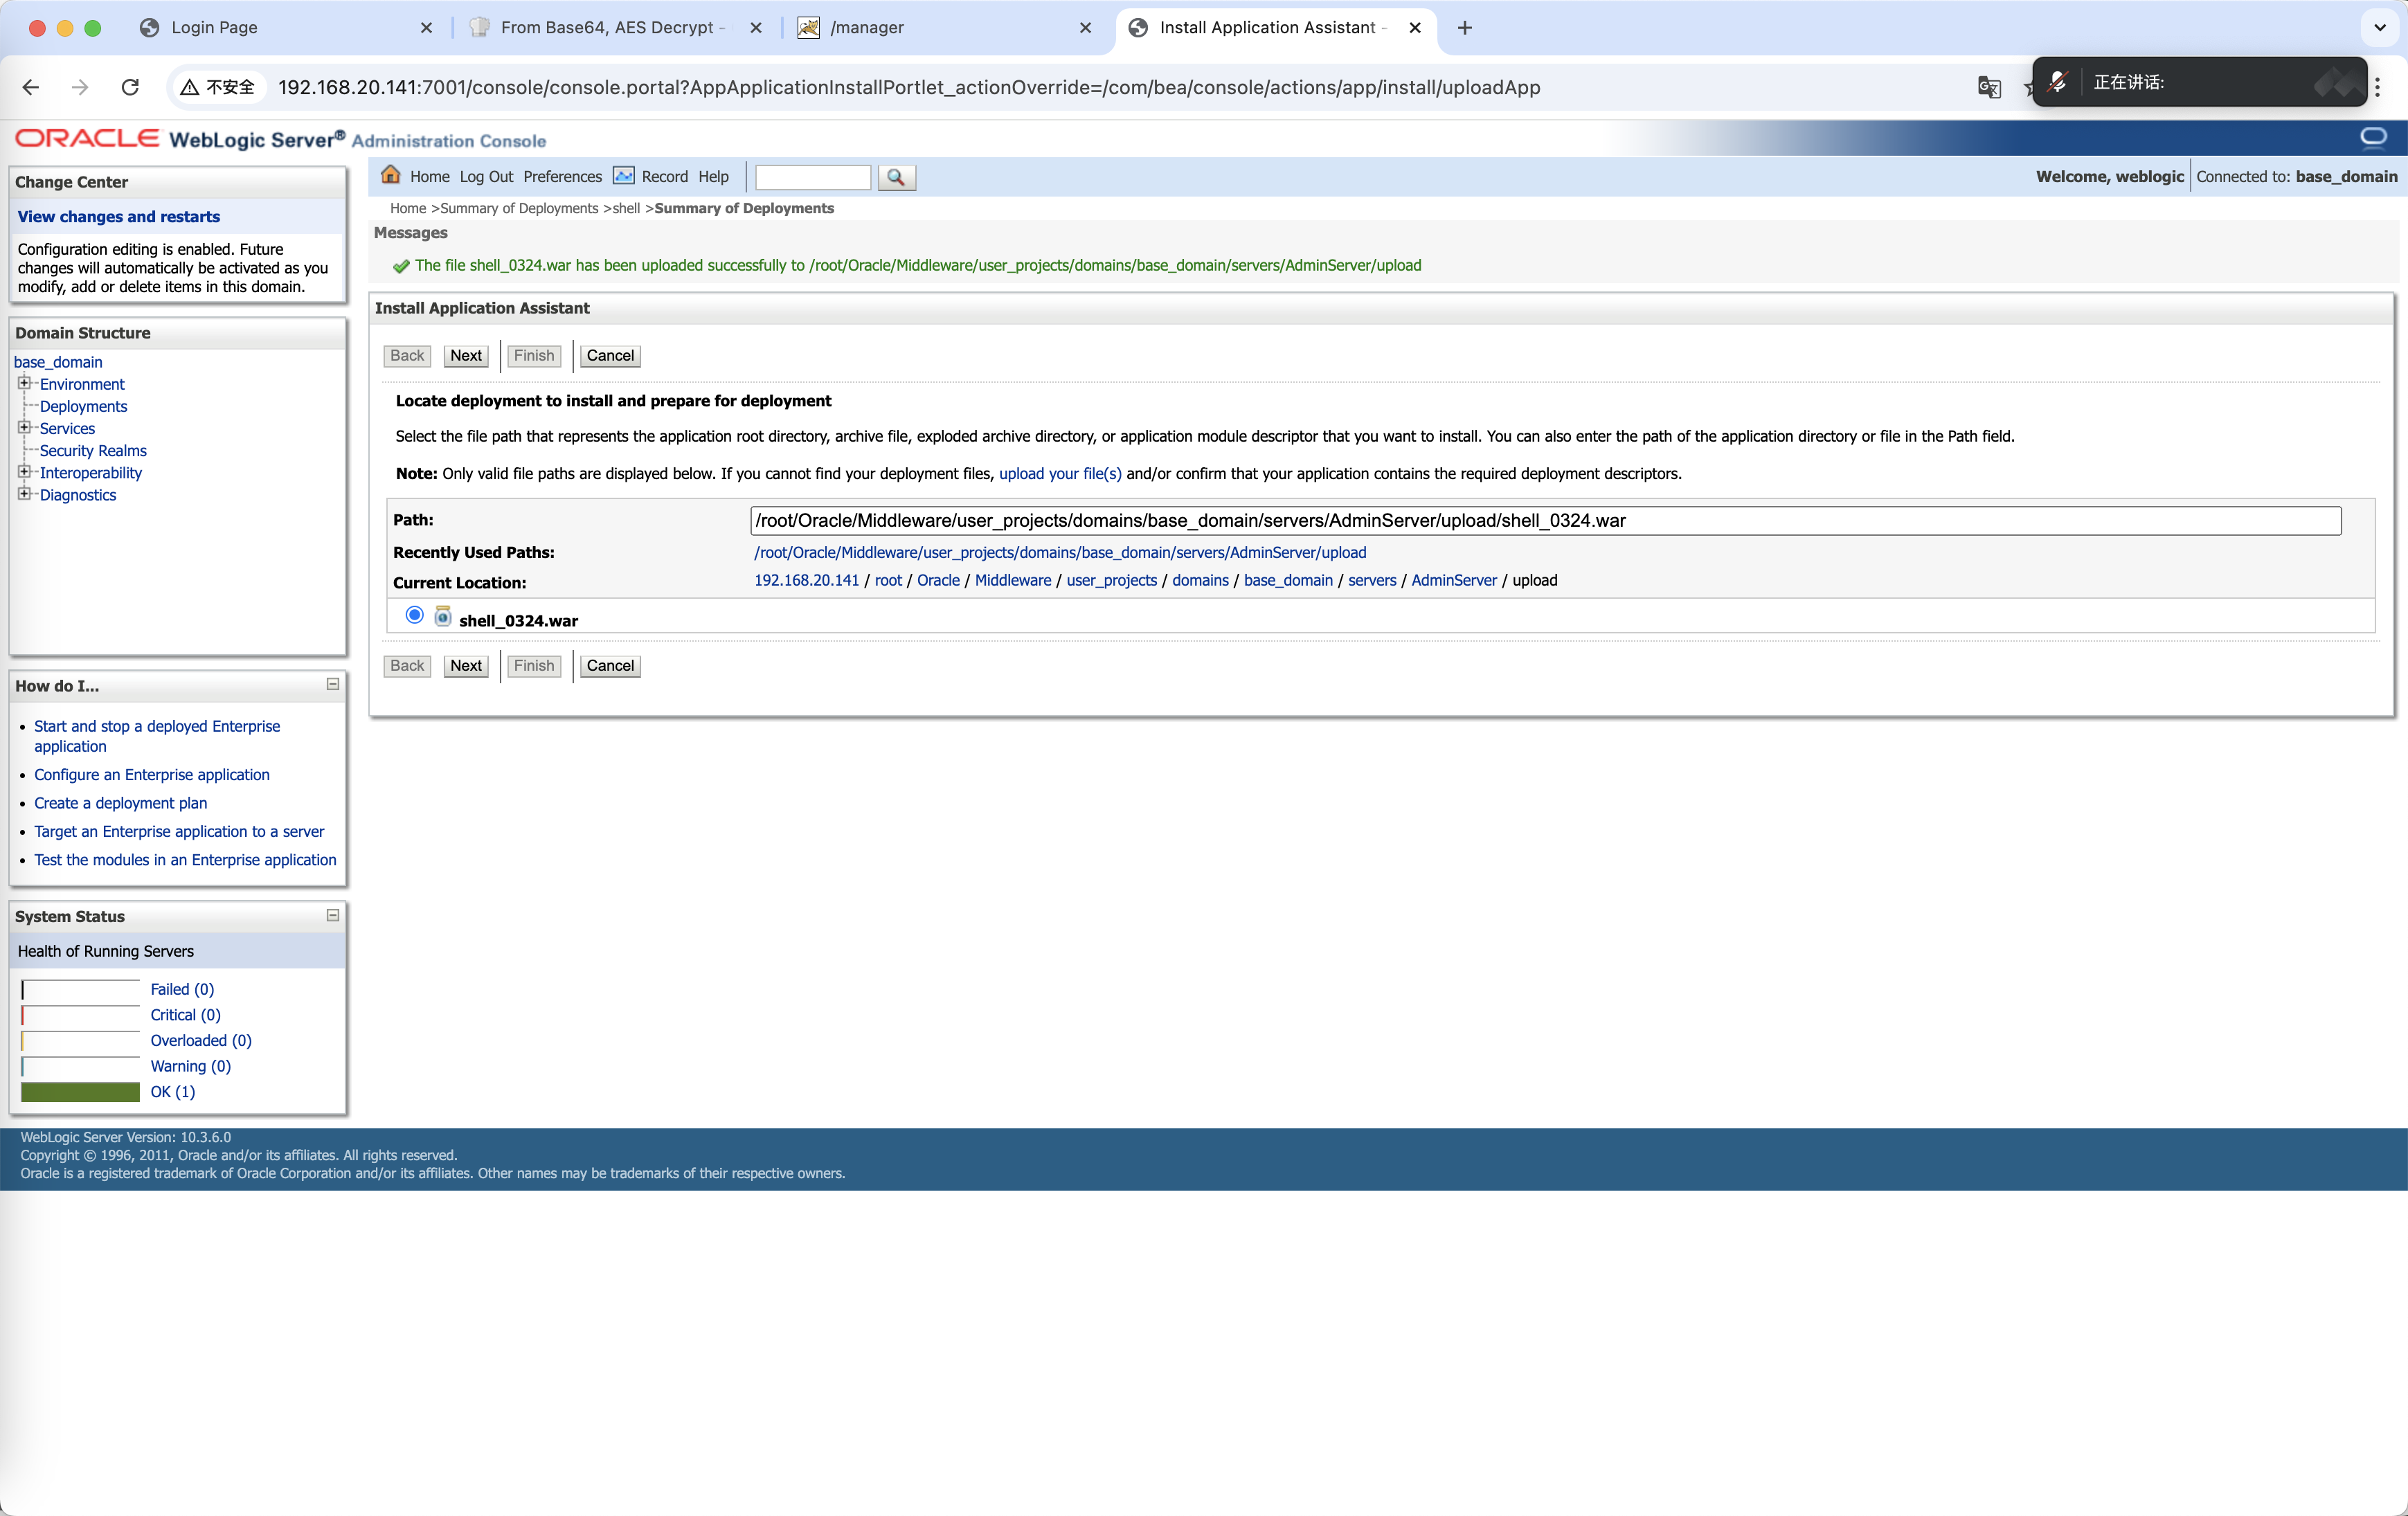 Login Page
From Base64, AES Decrypt -
/manager
Install Application Assistant -
不安全
192.168.20.141:7001/console/console.portal?AppApplicationInstallPortlet_actionOverride=/com/bea/console/actions/app/install/uploadApp
正在讲话:
ORACLE WebLogic Server® Administration Console
Change Center
View changes and restarts
Configuration editing is enabled. Future
changes will automatically be activated as you
modify, add or delete items in this domain.
Domain Structure
base_domain
Environment
Deployments
Services
Security Realms
Interoperability
Diagnostics
How do I...
Start and stop a deployed Enterprise
application
Configure an Enterprise application
Create a deployment plan
Target an Enterprise application to a server
Test the modules in an Enterprise application
System Status
Health of Running Servers
Failed (0)
Critical (0)
Overloaded (0)
Warning (0)
OK (1)
Home Log Out Preferences Record Help
Welcome, weblogic Connected to: base_domain
Home >Summary of Deployments >shell >Summary of Deployments
Messages
The file shell_0324.war has been uploaded successfully to /root/Oracle/Middleware/user_projects/domains/base_domain/servers/AdminServer/upload
Install Application Assistant
Back Next Finish Cancel
Locate deployment to install and prepare for deployment
Select the file path that represents the application root directory, archive file, exploded archive directory, or application module descriptor that you want to install. You can also enter the path of the application directory or file in the Path field.
Note: Only valid file paths are displayed below. If you cannot find your deployment files, upload your file(s) and/or confirm that your application contains the required deployment descriptors.
Path: /root/Oracle/Middleware/user_projects/domains/base_domain/servers/AdminServer/upload/shell_0324.war
Recently Used Paths: /root/Oracle/Middleware/user_projects/domains/base_domain/servers/AdminServer/upload
Current Location: 192.168.20.141 / root / Oracle / Middleware / user_projects / domains / base_domain / servers / AdminServer / upload
shell_0324.war
Back Next Finish Cancel
WebLogic Server Version: 10.3.6.0
Copyright © 1996, 2011, Oracle and/or its affiliates. All rights reserved.
Oracle is a registered trademark of Oracle Corporation and/or its affiliates. Other names may be trademarks of their respective owners.